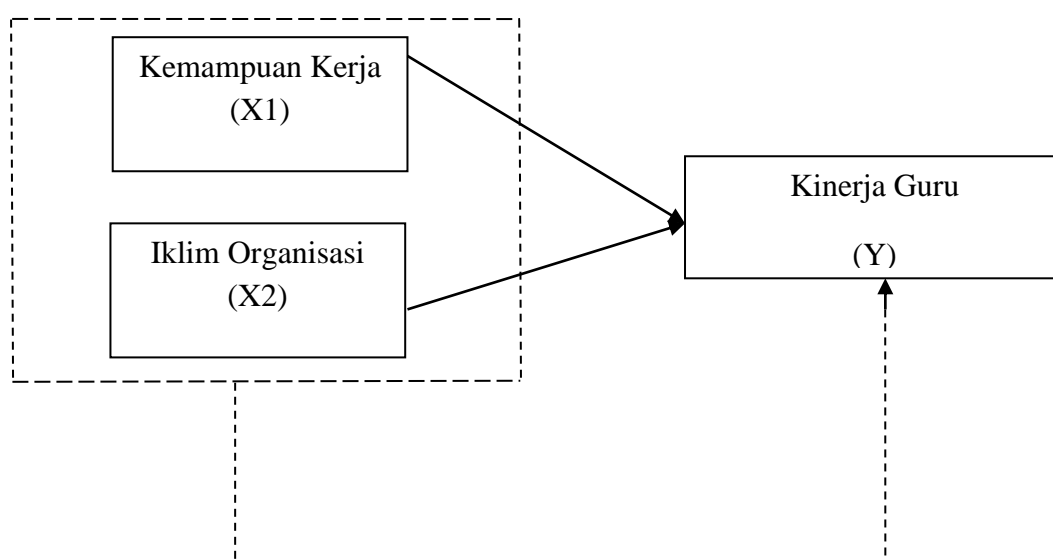 Kemampuan Kerja
(X1)
Iklim Organisasi
(X2)
Kinerja Guru
(Y)